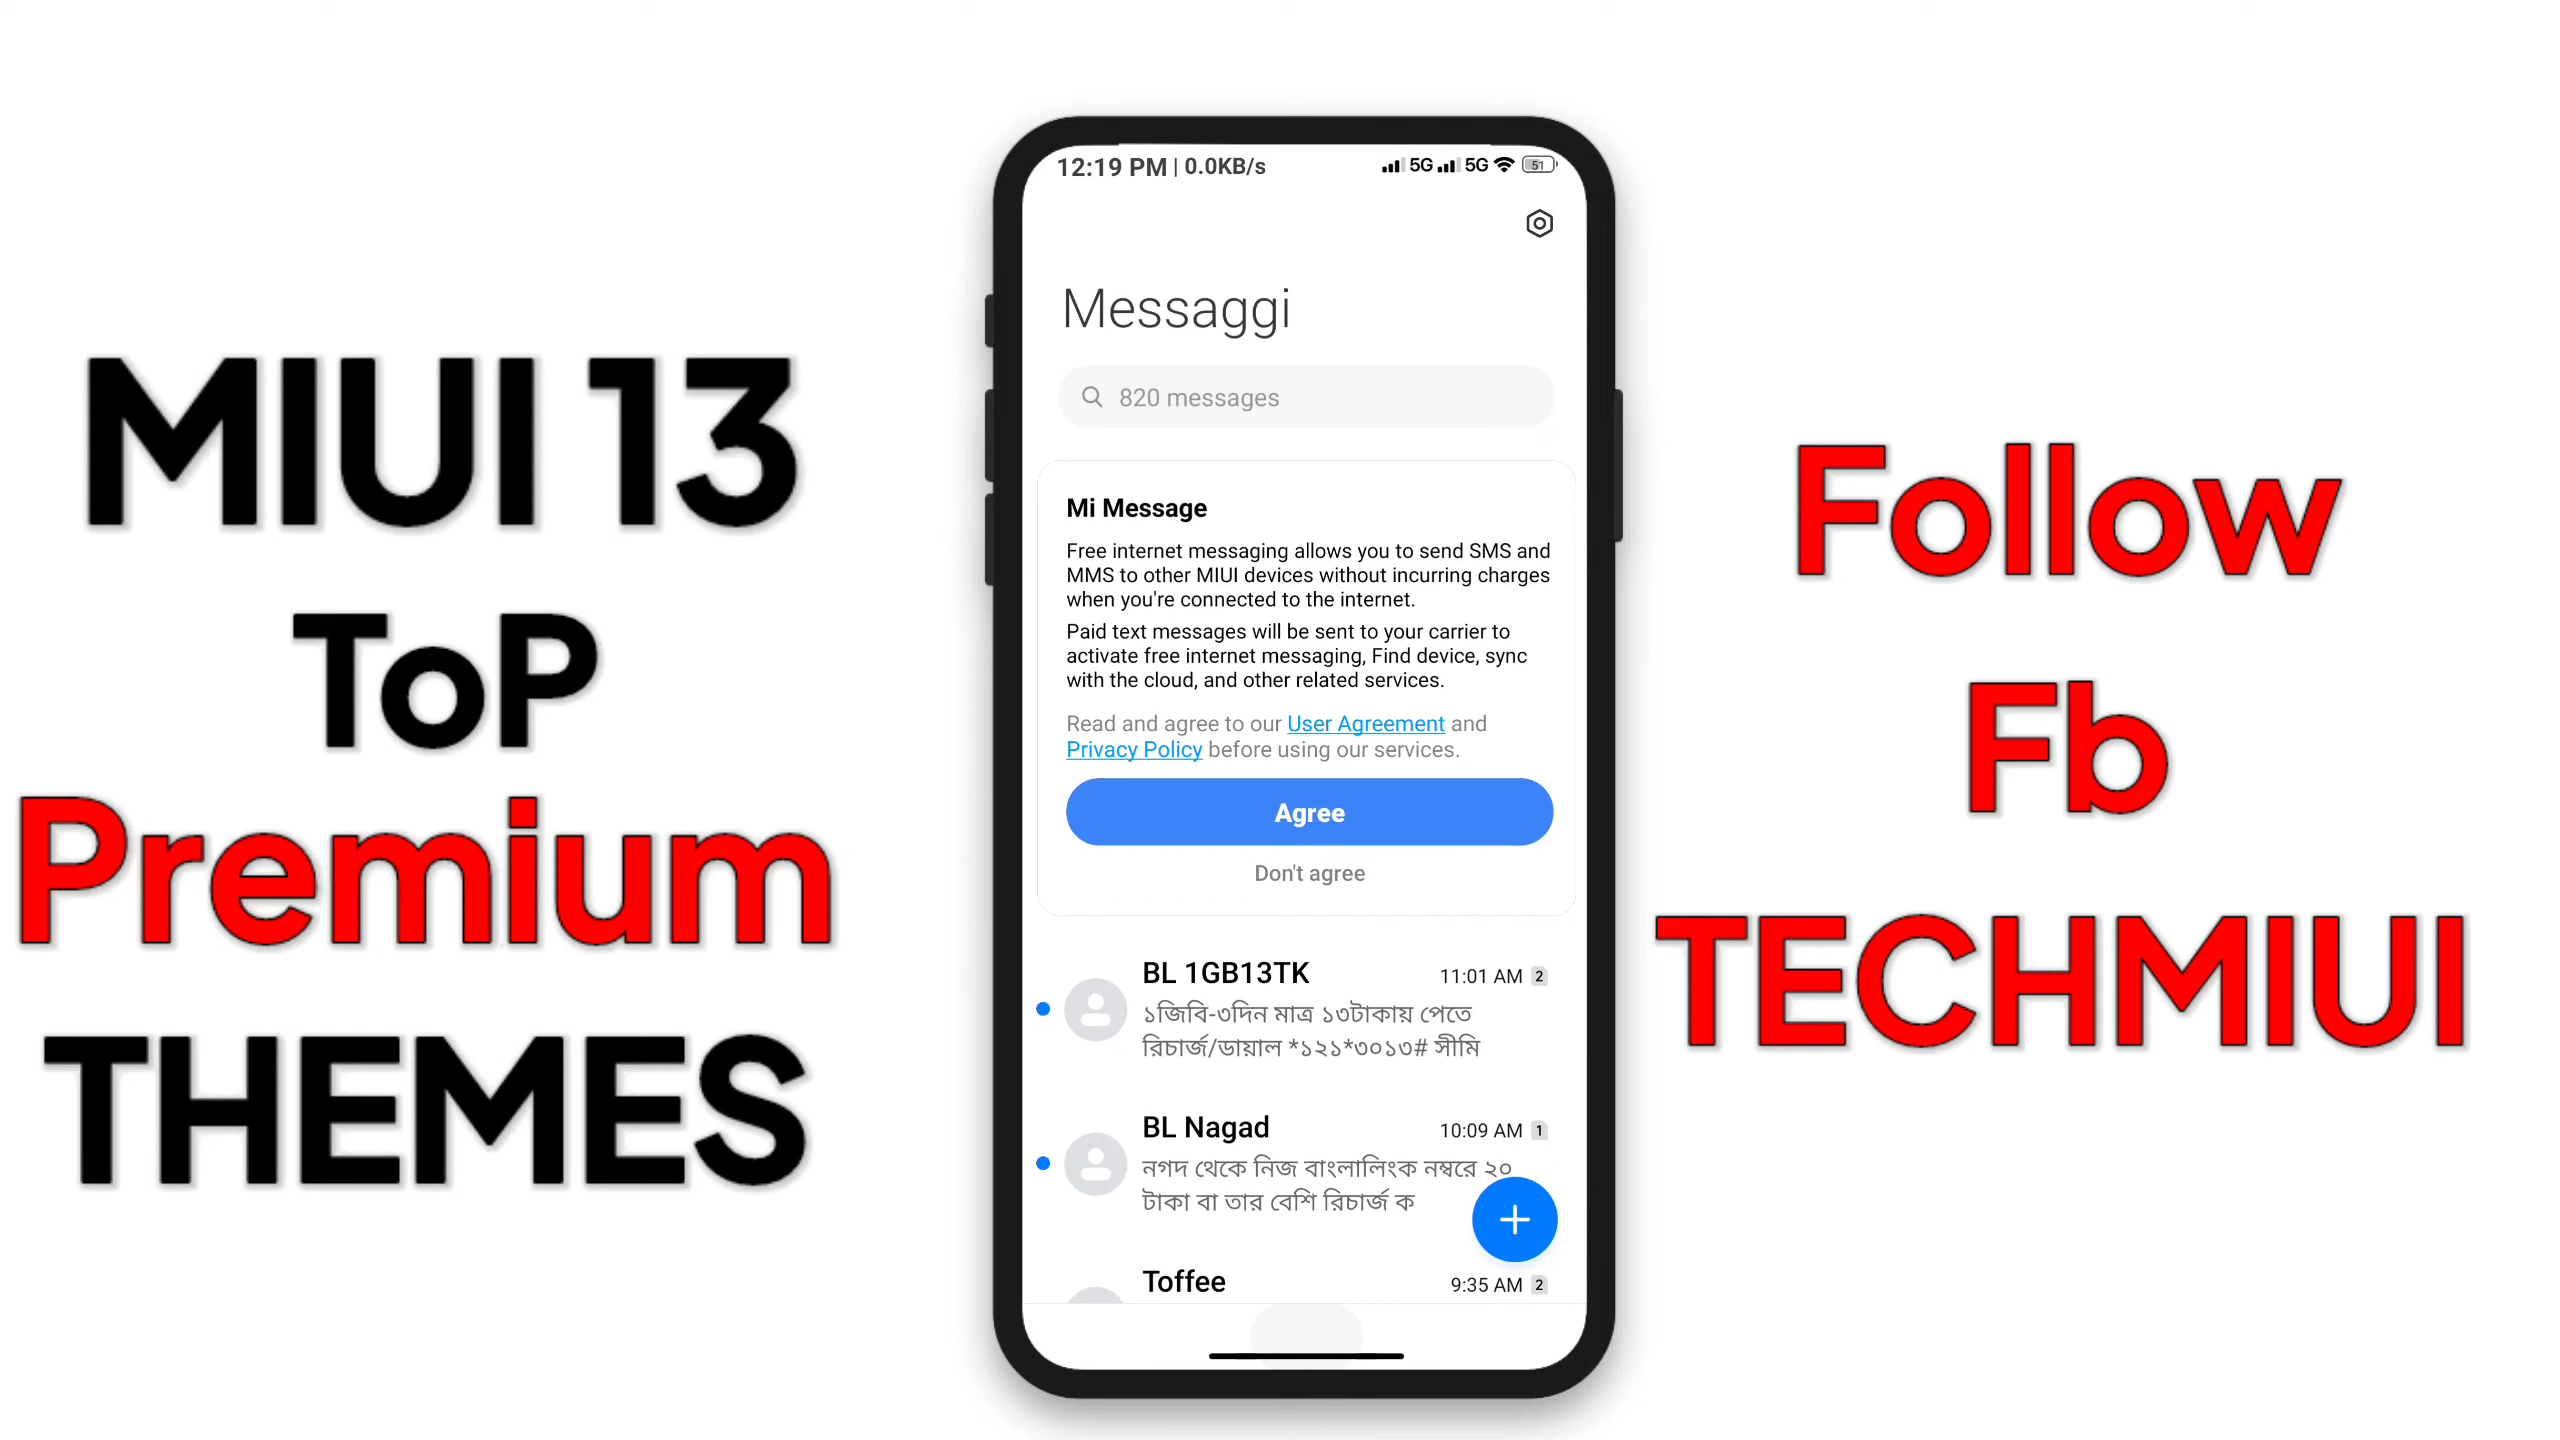 MIUI 13
ToP
Premium
THEMES
12:19 PM | 0.0KB/s 5G 5G 51
Messaggi
820 messages
Mi Message
Free internet messaging allows you to send SMS and
MMS to other MIUI devices without incurring charges
when you're connected to the internet.
Paid text messages will be sent to your carrier to
activate free internet messaging, Find device, sync
with the cloud, and other related services.
Read and agree to our User Agreement and
Privacy Policy before using our services.
Agree
Don't agree
BL 1GB13TK 11:01 AM 2
১জিবি-৩দিন মাত্র ১৩টাকায় পেতে
রিচার্জ/ডায়াল *১২১*৩০১৩# সীমি
BL Nagad 10:09 AM 1
নগদ থেকে নিজ বাংলালিংক নম্বরে ২০
টাকা বা তার বেশি রিচার্জ ক
Toffee 9:35 AM 2
Follow
Fb
TECHMIUI